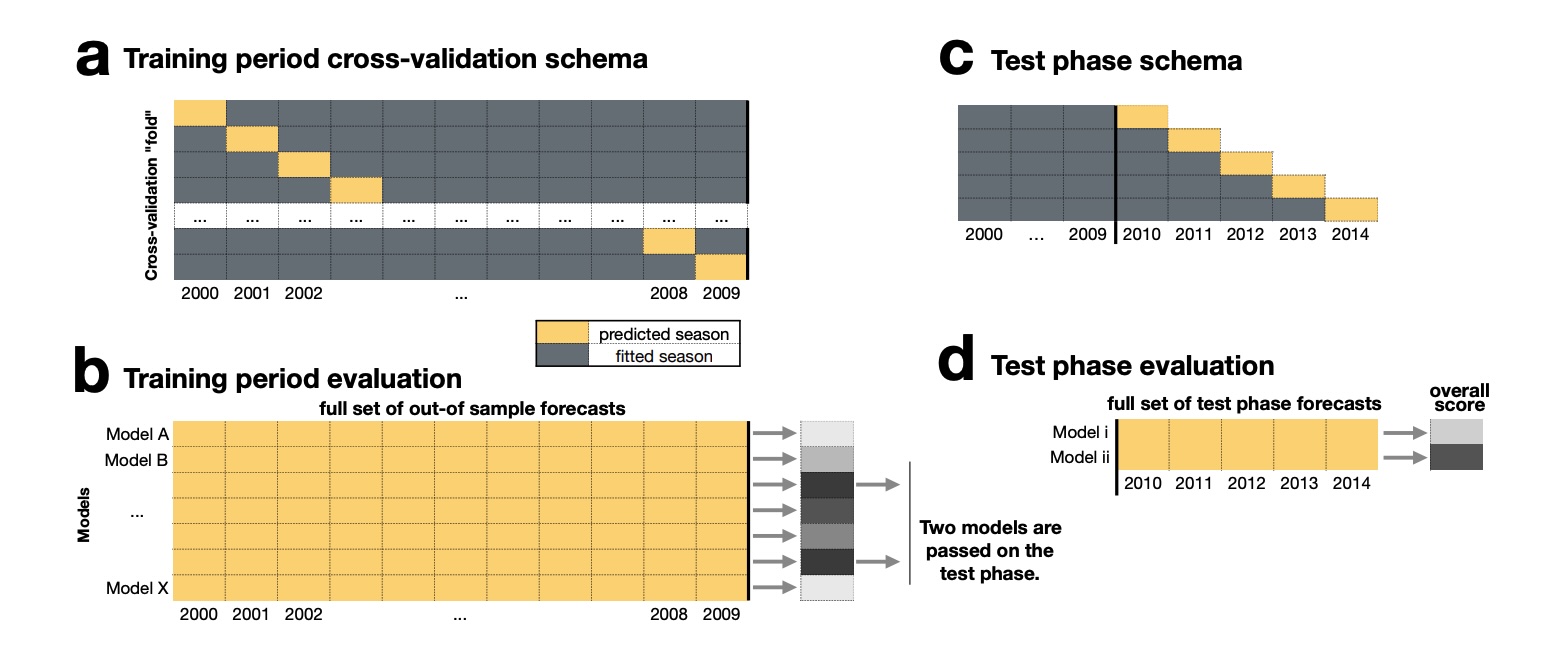 a Training period cross-validation schema
Cross-validation "fold"
... ... ... ... ... ... ... ... ... ... ...
2000 2001 2002 ... 2008 2009
predicted season
fitted season
b Training period evaluation
full set of out-of sample forecasts
Models
Model A
Model B
...
Model X
2000 2001 2002 ... 2008 2009
Two models are
passed on the
test phase.
c Test phase schema
2000 ... 2009 2010 2011 2012 2013 2014
d Test phase evaluation
full set of test phase forecasts
overall
score
Model i
Model ii
2010 2011 2012 2013 2014